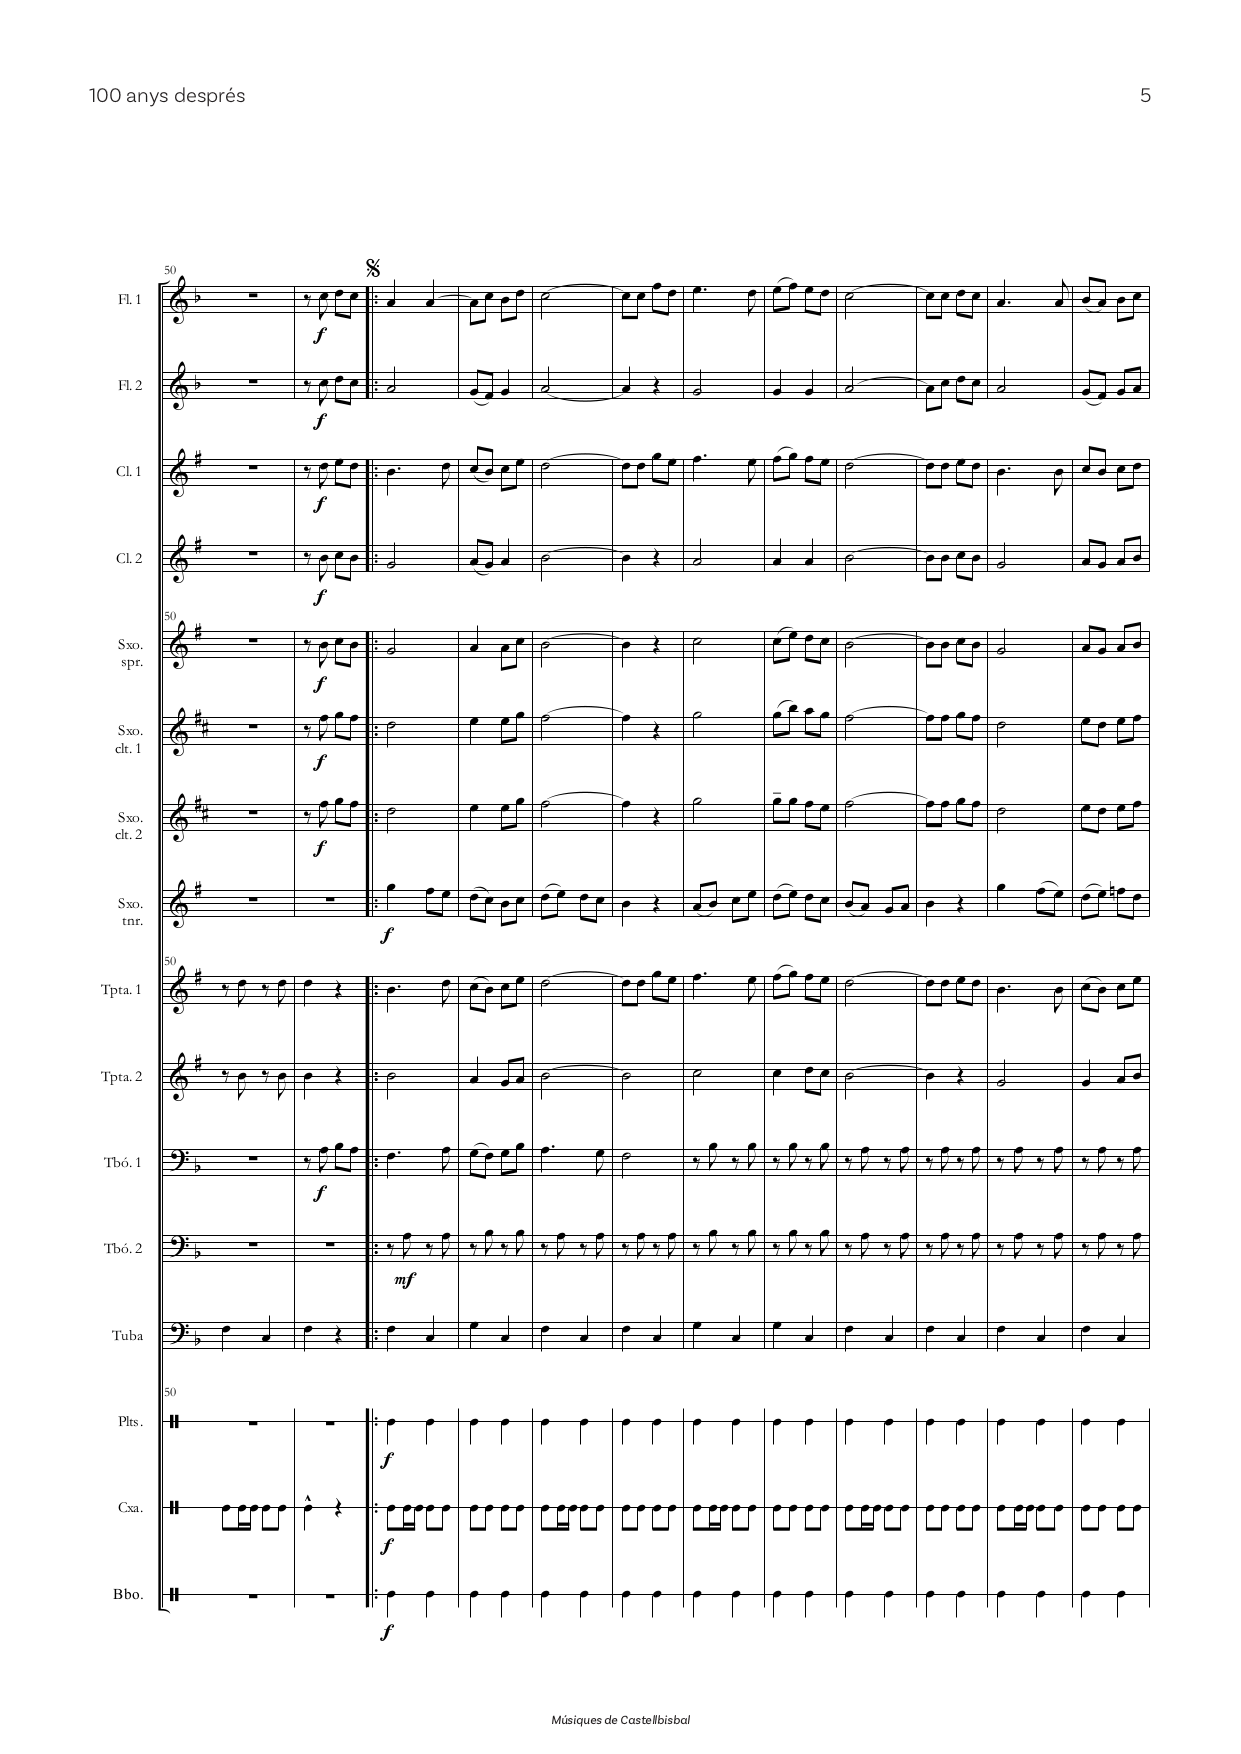 100 anys després 5
50
Fl. 1
f
Fl. 2
f
Cl. 1
f
Cl. 2
f
50
Sxo.
spr.
f
Sxo.
clt. 1
f
Sxo.
clt. 2
f
Sxo.
tnr.
f
50
Tpta. 1
Tpta. 2
Tbó. 1
f
Tbó. 2
mf
Tuba
50
Plts.
f
Cxa.
f
Bbo.
f
Músiques de Castellbisbal